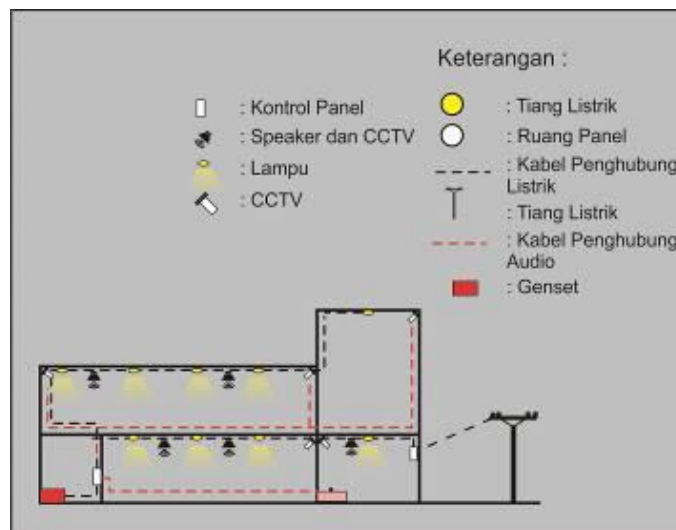 Keterangan :
: Kontrol Panel
: Speaker dan CCTV
: Lampu
: CCTV
: Tiang Listrik
: Ruang Panel
: Kabel Penghubung
Listrik
: Tiang Listrik
: Kabel Penghubung
Audio
: Genset